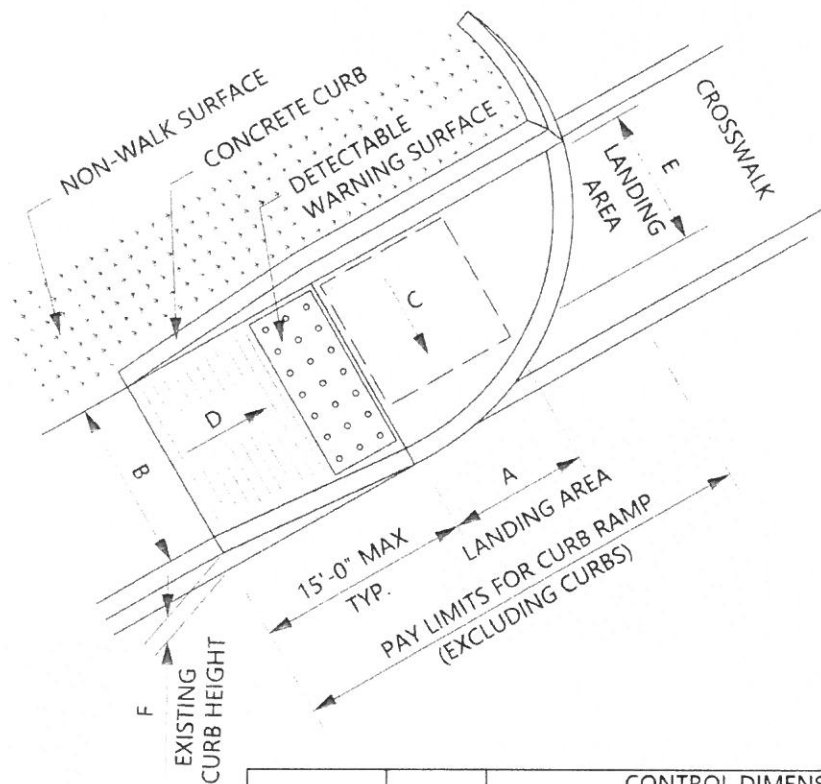 NON-WALK SURFACE
CONCRETE CURB
DETECTABLE
WARNING SURFACE
CROSSWALK
E
LANDING
AREA
C
D
B
A
LANDING AREA
15'-0" MAX
TYP.
PAY LIMITS FOR CURB RAMP
(EXCLUDING CURBS)
F
EXISTING
CURB HEIGHT
CONTROL DIMENS